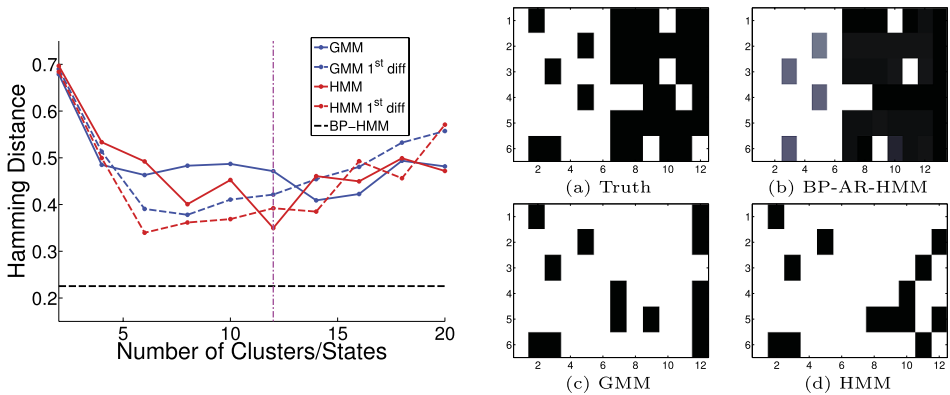 Hamming Distance
0.7
0.6
0.5
0.4
0.3
0.2
5
10
15
20
Number of Clusters/States
GMM
GMM 1st diff
HMM
HMM 1st diff
BP−HMM
1
2
3
4
5
6
2 4 6 8 10 12
(a) Truth
1
2
3
4
5
6
2 4 6 8 10 12
(b) BP-AR-HMM
1
2
3
4
5
6
2 4 6 8 10 12
(c) GMM
1
2
3
4
5
6
2 4 6 8 10 12
(d) HMM